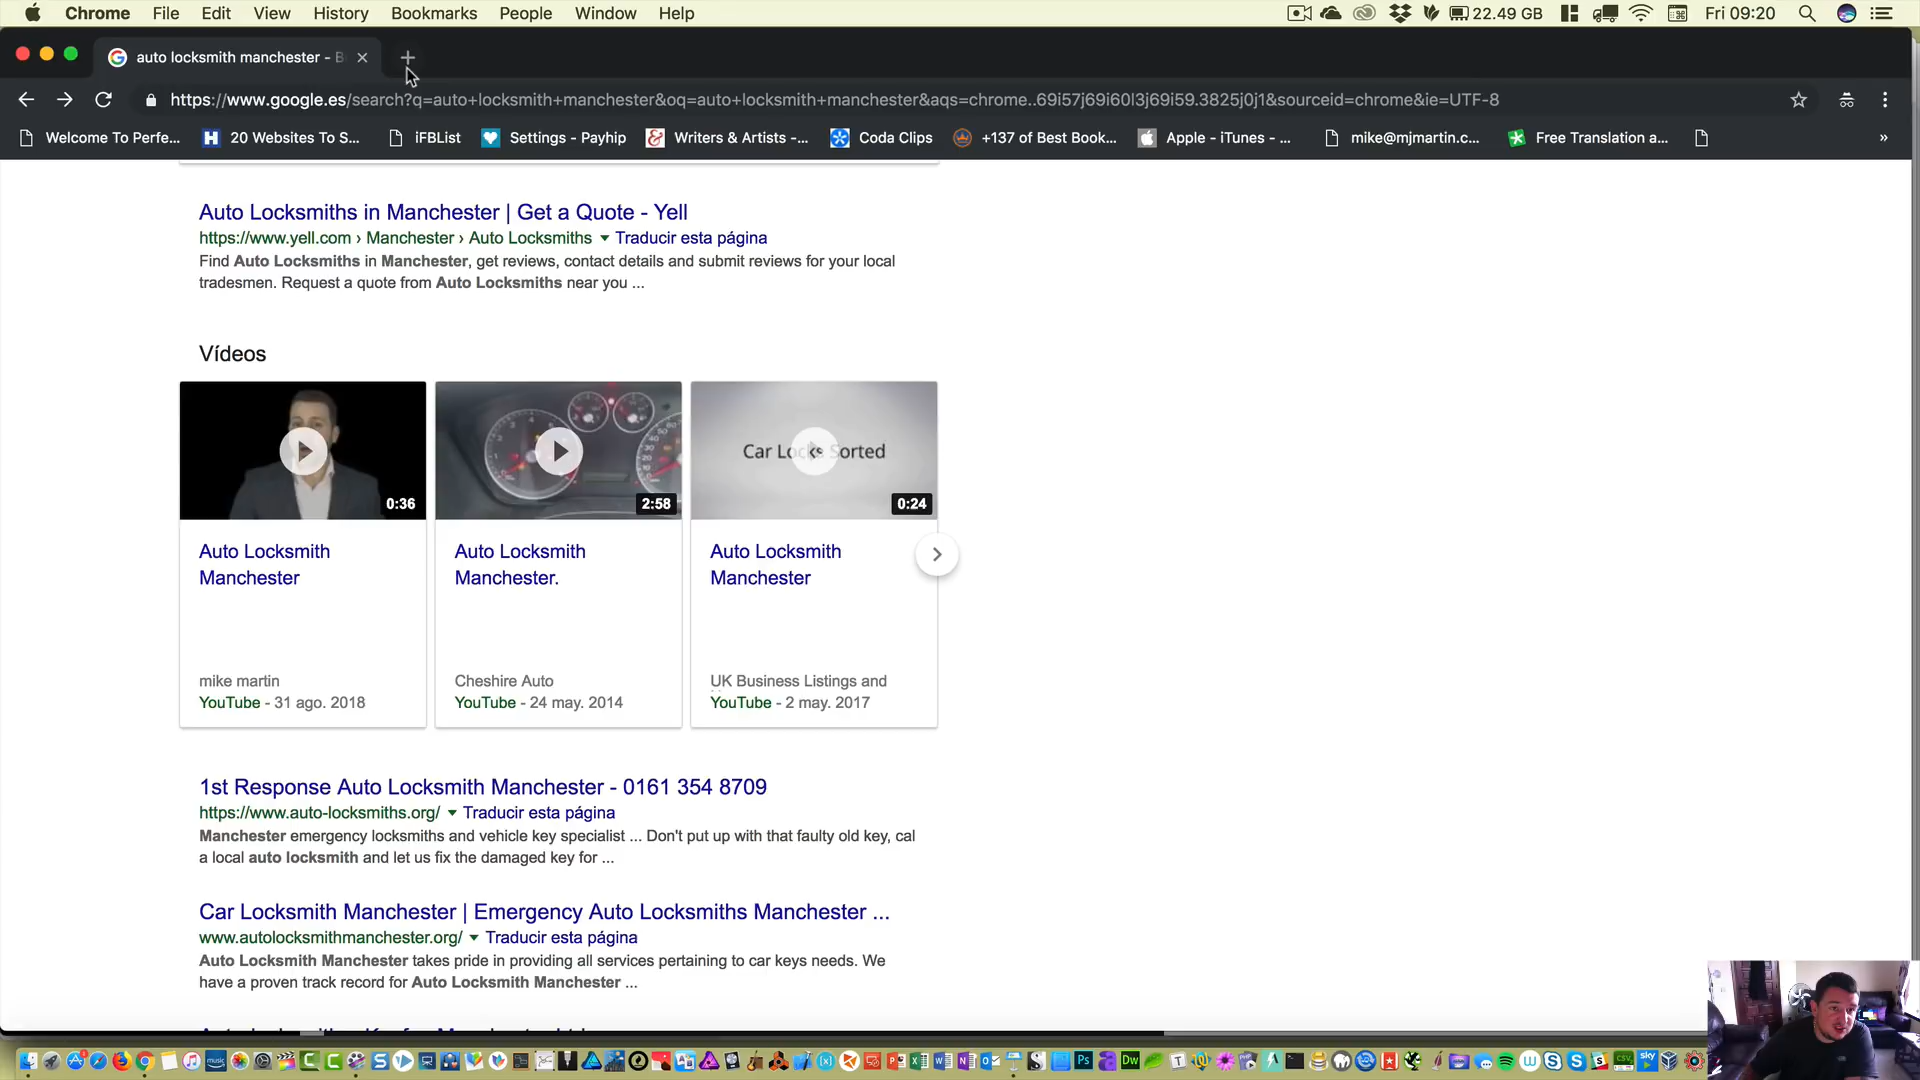 Chrome File Edit View History Bookmarks People Window Help 22.49 GB Fri 09:20
auto locksmith manchester - B
https://www.google.es/search?q=auto+locksmith+manchester&oq=auto+locksmith+manchester&aqs=chrome..69i57j69i60l3j69i59.3825j0j1&sourceid=chrome&ie=UTF-8
Welcome To Perfe... 20 Websites To S... iFBList Settings - Payhip Writers & Artists -... Coda Clips +137 of Best Book... Apple - iTunes - ... mike@mjmartin.c... Free Translation a... »
Auto Locksmiths in Manchester | Get a Quote - Yell
https://www.yell.com › Manchester › Auto Locksmiths Traducir esta página
Find Auto Locksmiths in Manchester, get reviews, contact details and submit reviews for your local
tradesmen. Request a quote from Auto Locksmiths near you ...
Vídeos
Car Locks Sorted
0:36 2:58 0:24
Auto Locksmith Manchester
Auto Locksmith Manchester.
Auto Locksmith Manchester
mike martin
YouTube - 31 ago. 2018
Cheshire Auto
YouTube - 24 may. 2014
UK Business Listings and
YouTube - 2 may. 2017
1st Response Auto Locksmith Manchester - 0161 354 8709
https://www.auto-locksmiths.org/ Traducir esta página
Manchester emergency locksmiths and vehicle key specialist ... Don't put up with that faulty old key, cal
a local auto locksmith and let us fix the damaged key for ...
Car Locksmith Manchester | Emergency Auto Locksmiths Manchester ...
www.autolocksmithmanchester.org/ Traducir esta página
Auto Locksmith Manchester takes pride in providing all services pertaining to car keys needs. We
have a proven track record for Auto Locksmith Manchester ...